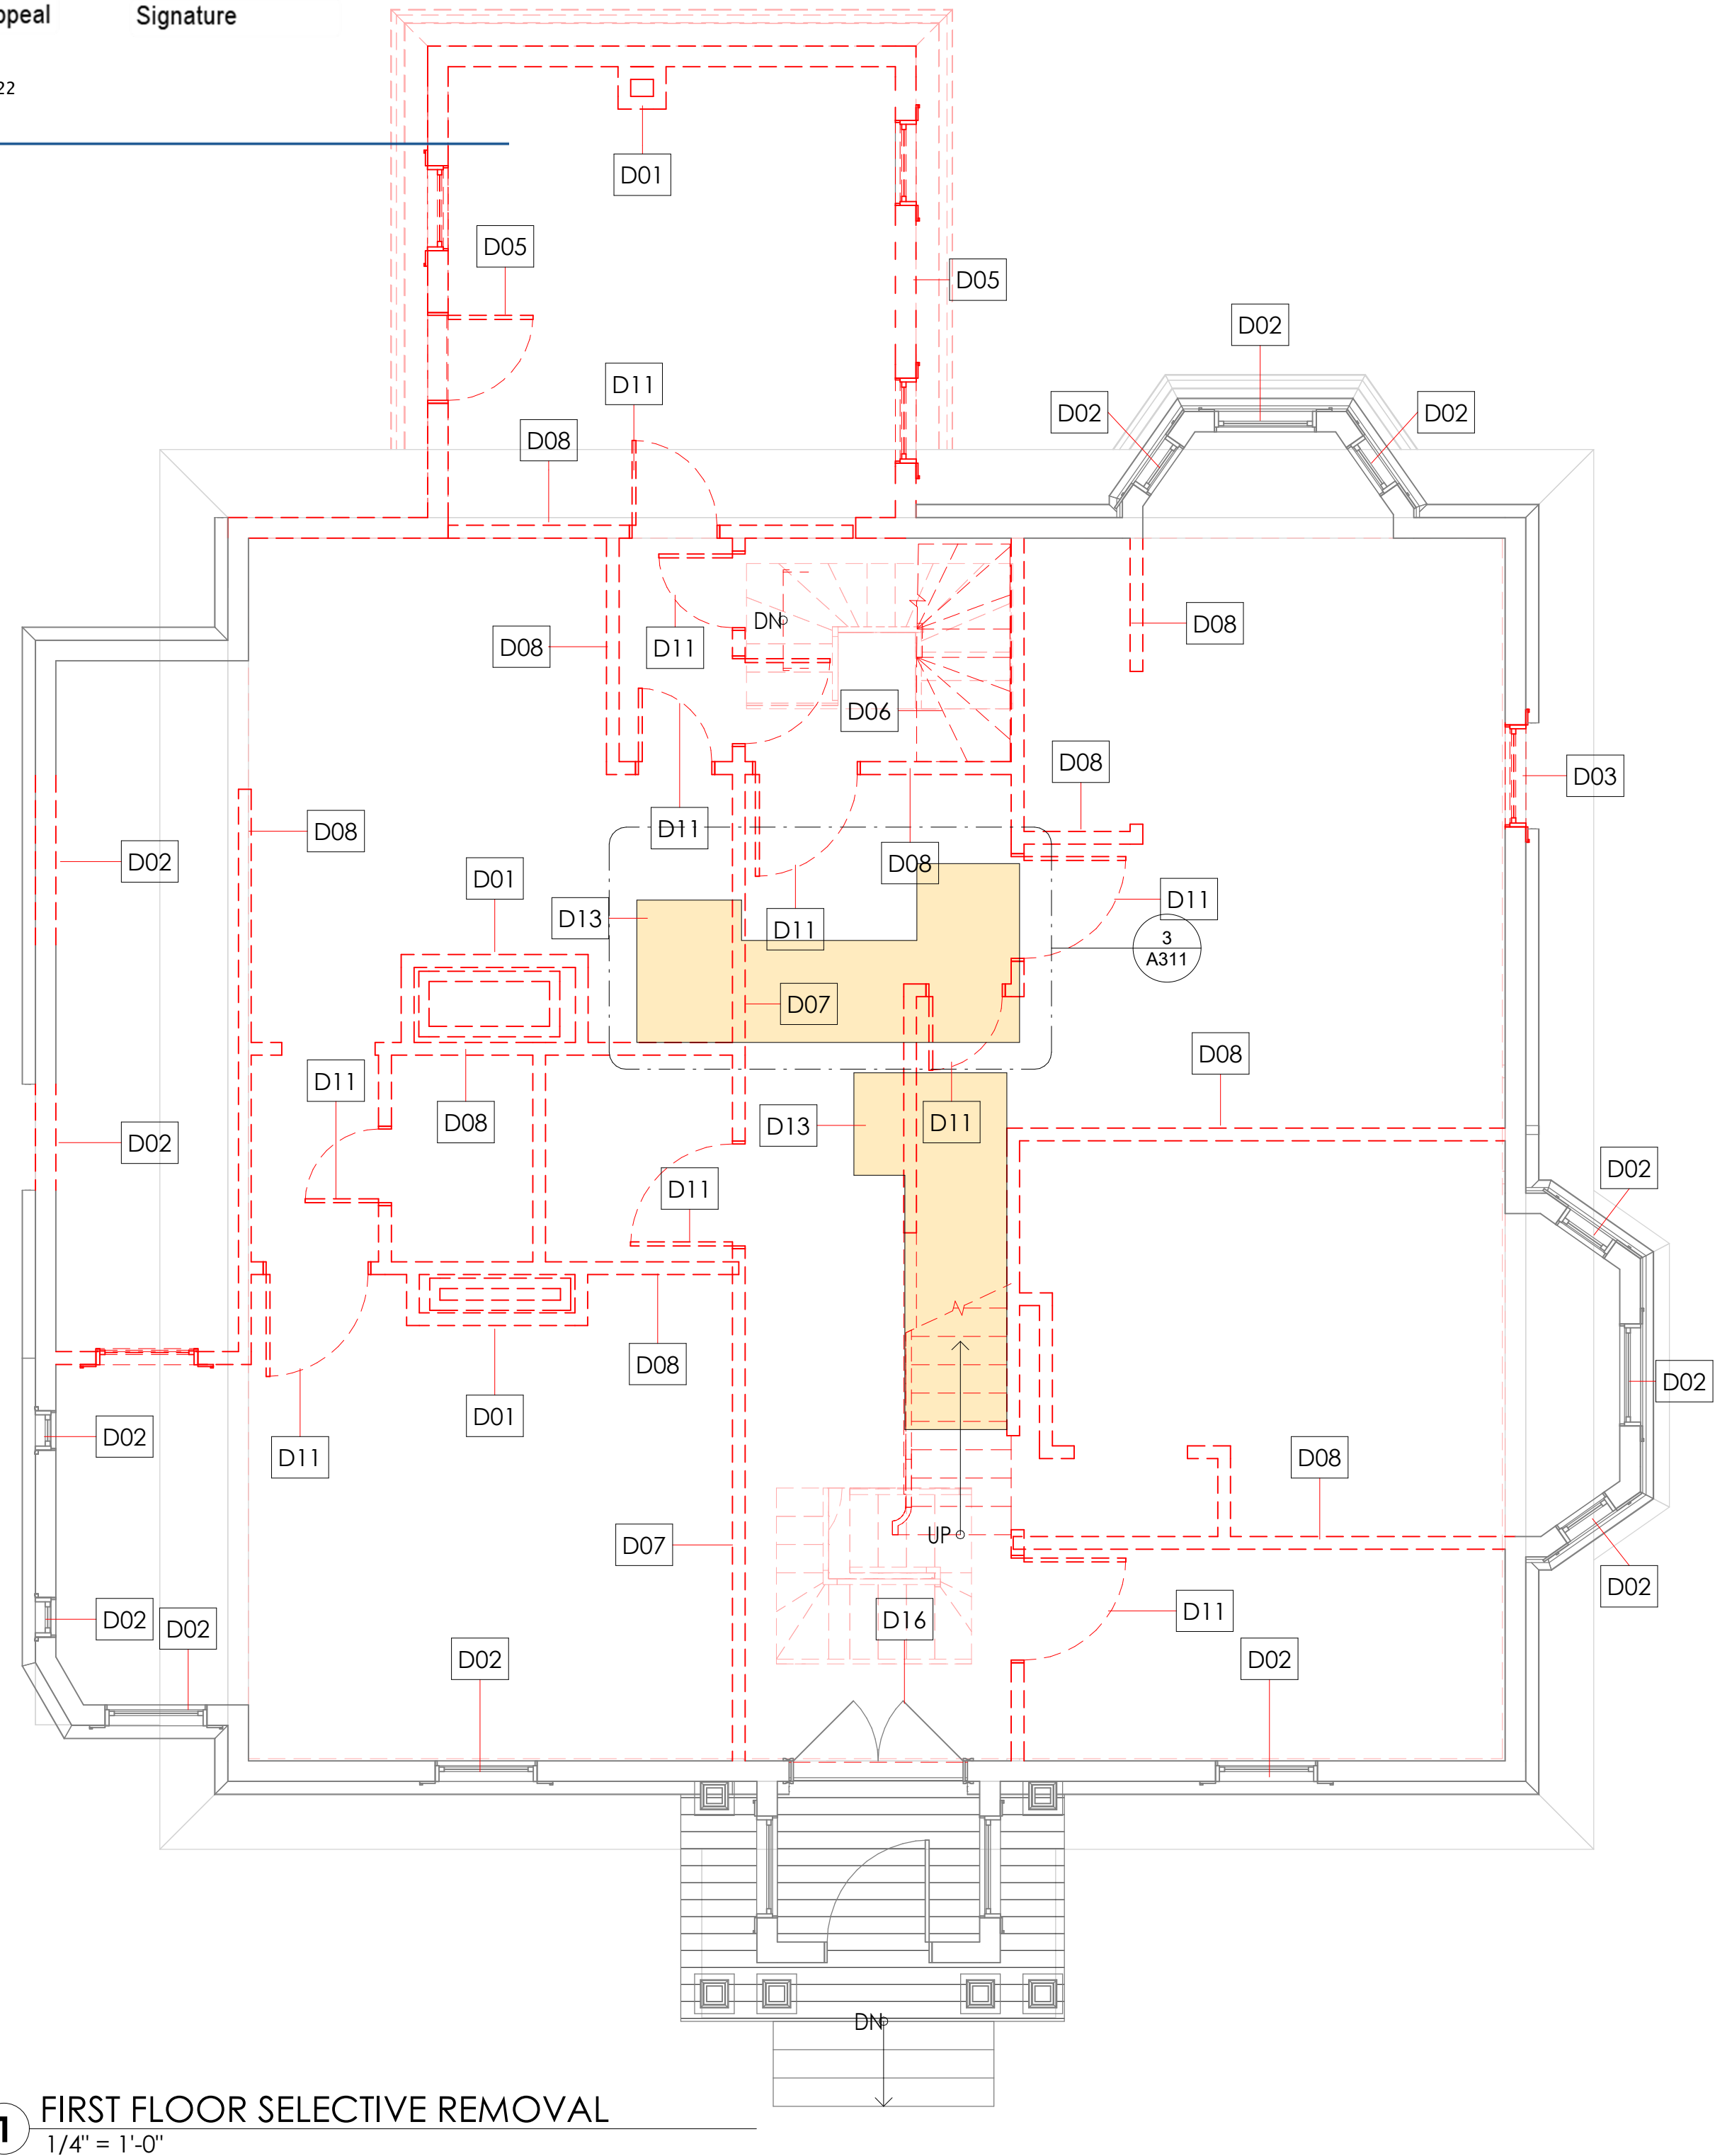 Signature
22
D01
D05
D05
D02
D11
D02
D02
D08
DN
D08
D08
D11
D06
D08
D03
D11
D08
D02
D08
D01
D11
D13
D11
3
A311
D07
D08
D11
D08
D11
D13
D02
D11
D02
D08
D02
D01
D02
D11
D08
UP
D07
D02
D11
D02
D16
D02
D02
D02
DN
1 FIRST FLOOR SELECTIVE REMOVAL
1/4" = 1'-0"